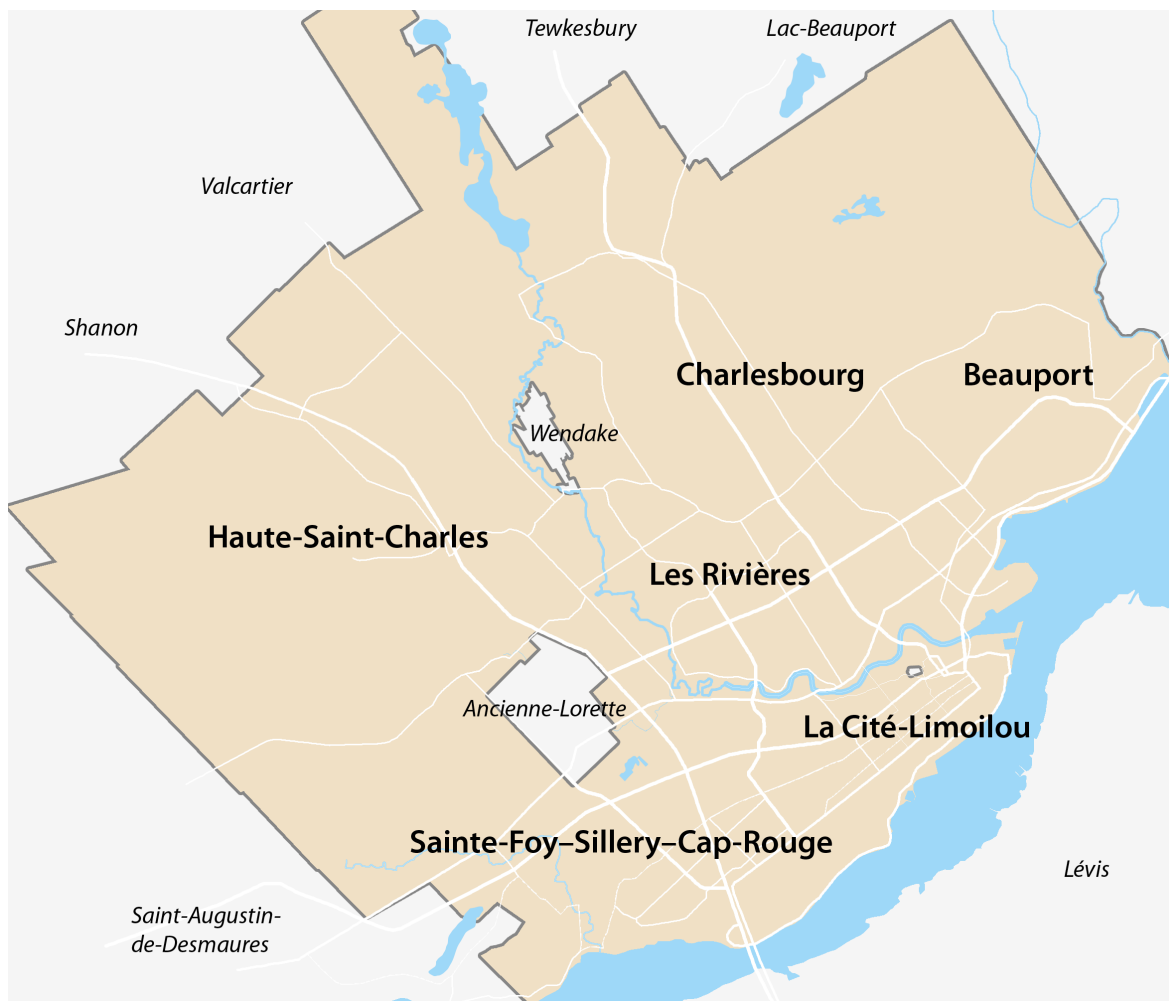 Tewkesbury
Lac-Beauport
Valcartier
Shanon
Charlesbourg
Beauport
Wendake
Haute-Saint-Charles
Les Rivières
Ancienne-Lorette
La Cité-Limoilou
Sainte-Foy–Sillery–Cap-Rouge
Lévis
Saint-Augustin-
de-Desmaures